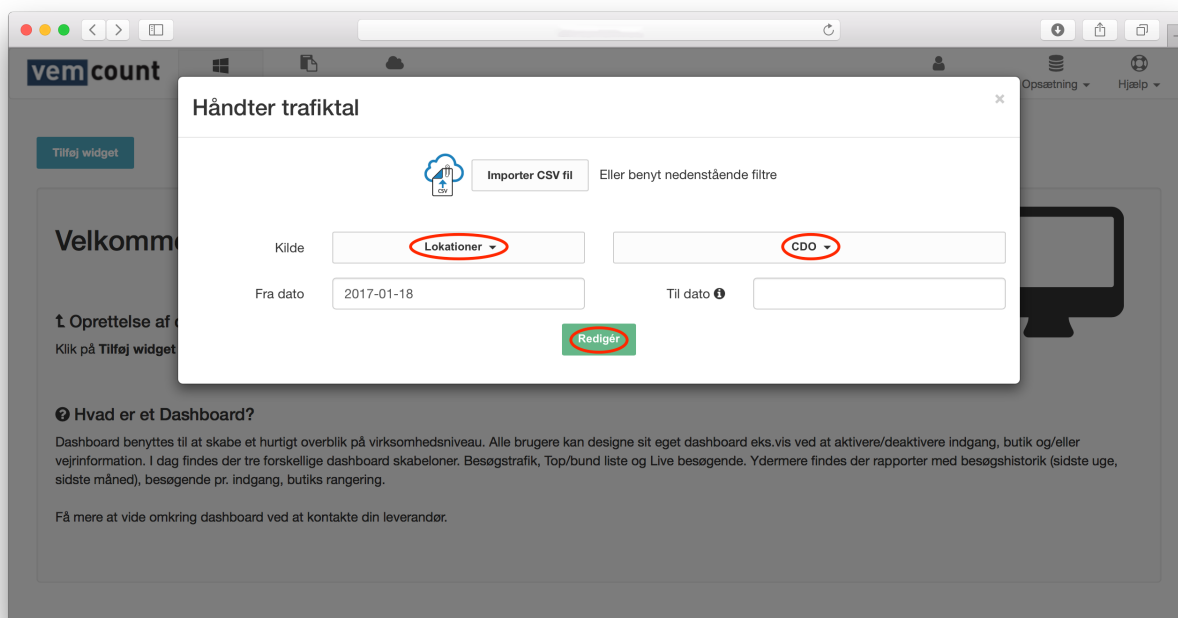 vemcount
Opsætning
Hjælp
Håndter trafiktal
×
Tilføj widget
CSV
Importer CSV fil
Eller benyt nedenstående filtre
Velkomm
Kilde
Lokationer
CDO
Fra dato
2017-01-18
Til dato
Oprettelse af
Klik på Tilføj widget
Redigér
Hvad er et Dashboard?
Dashboard benyttes til at skabe et hurtigt overblik på virksomhedsniveau. Alle brugere kan designe sit eget dashboard eks.vis ved at aktivere/deaktivere indgang, butik og/eller
vejrinformation. I dag findes der tre forskellige dashboard skabeloner. Besøgstrafik, Top/bund liste og Live besøgende. Ydermere findes der rapporter med besøgshistorik (sidste uge,
sidste måned), besøgende pr. indgang, butiks rangering.
Få mere at vide omkring dashboard ved at kontakte din leverandør.